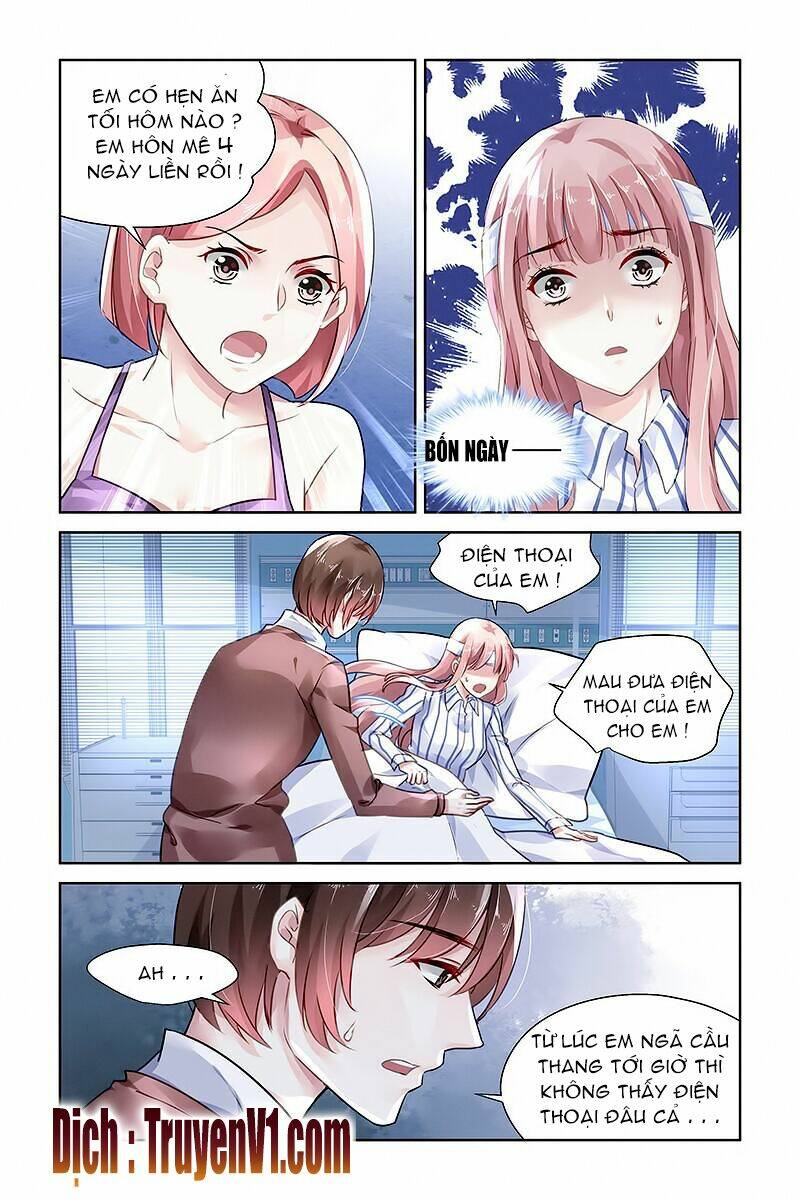 EM CÓ HẸN ĂN
TỐI HÔM NÀO ?
EM HÔN MÊ 4
NGÀY LIỀN RỒI !
BỐN NGÀY
ĐIỆN THOẠI
CỦA EM !
MAU ĐƯA ĐIỆN
THOẠI CỦA EM
CHO EM !
AH . . .
TỪ LÚC EM NGÃ CẦU
THANG TỚI GIỜ THÌ
KHÔNG THẤY ĐIỆN
THOẠI ĐÂU CẢ . . .
Dịch : TruyenV1.com